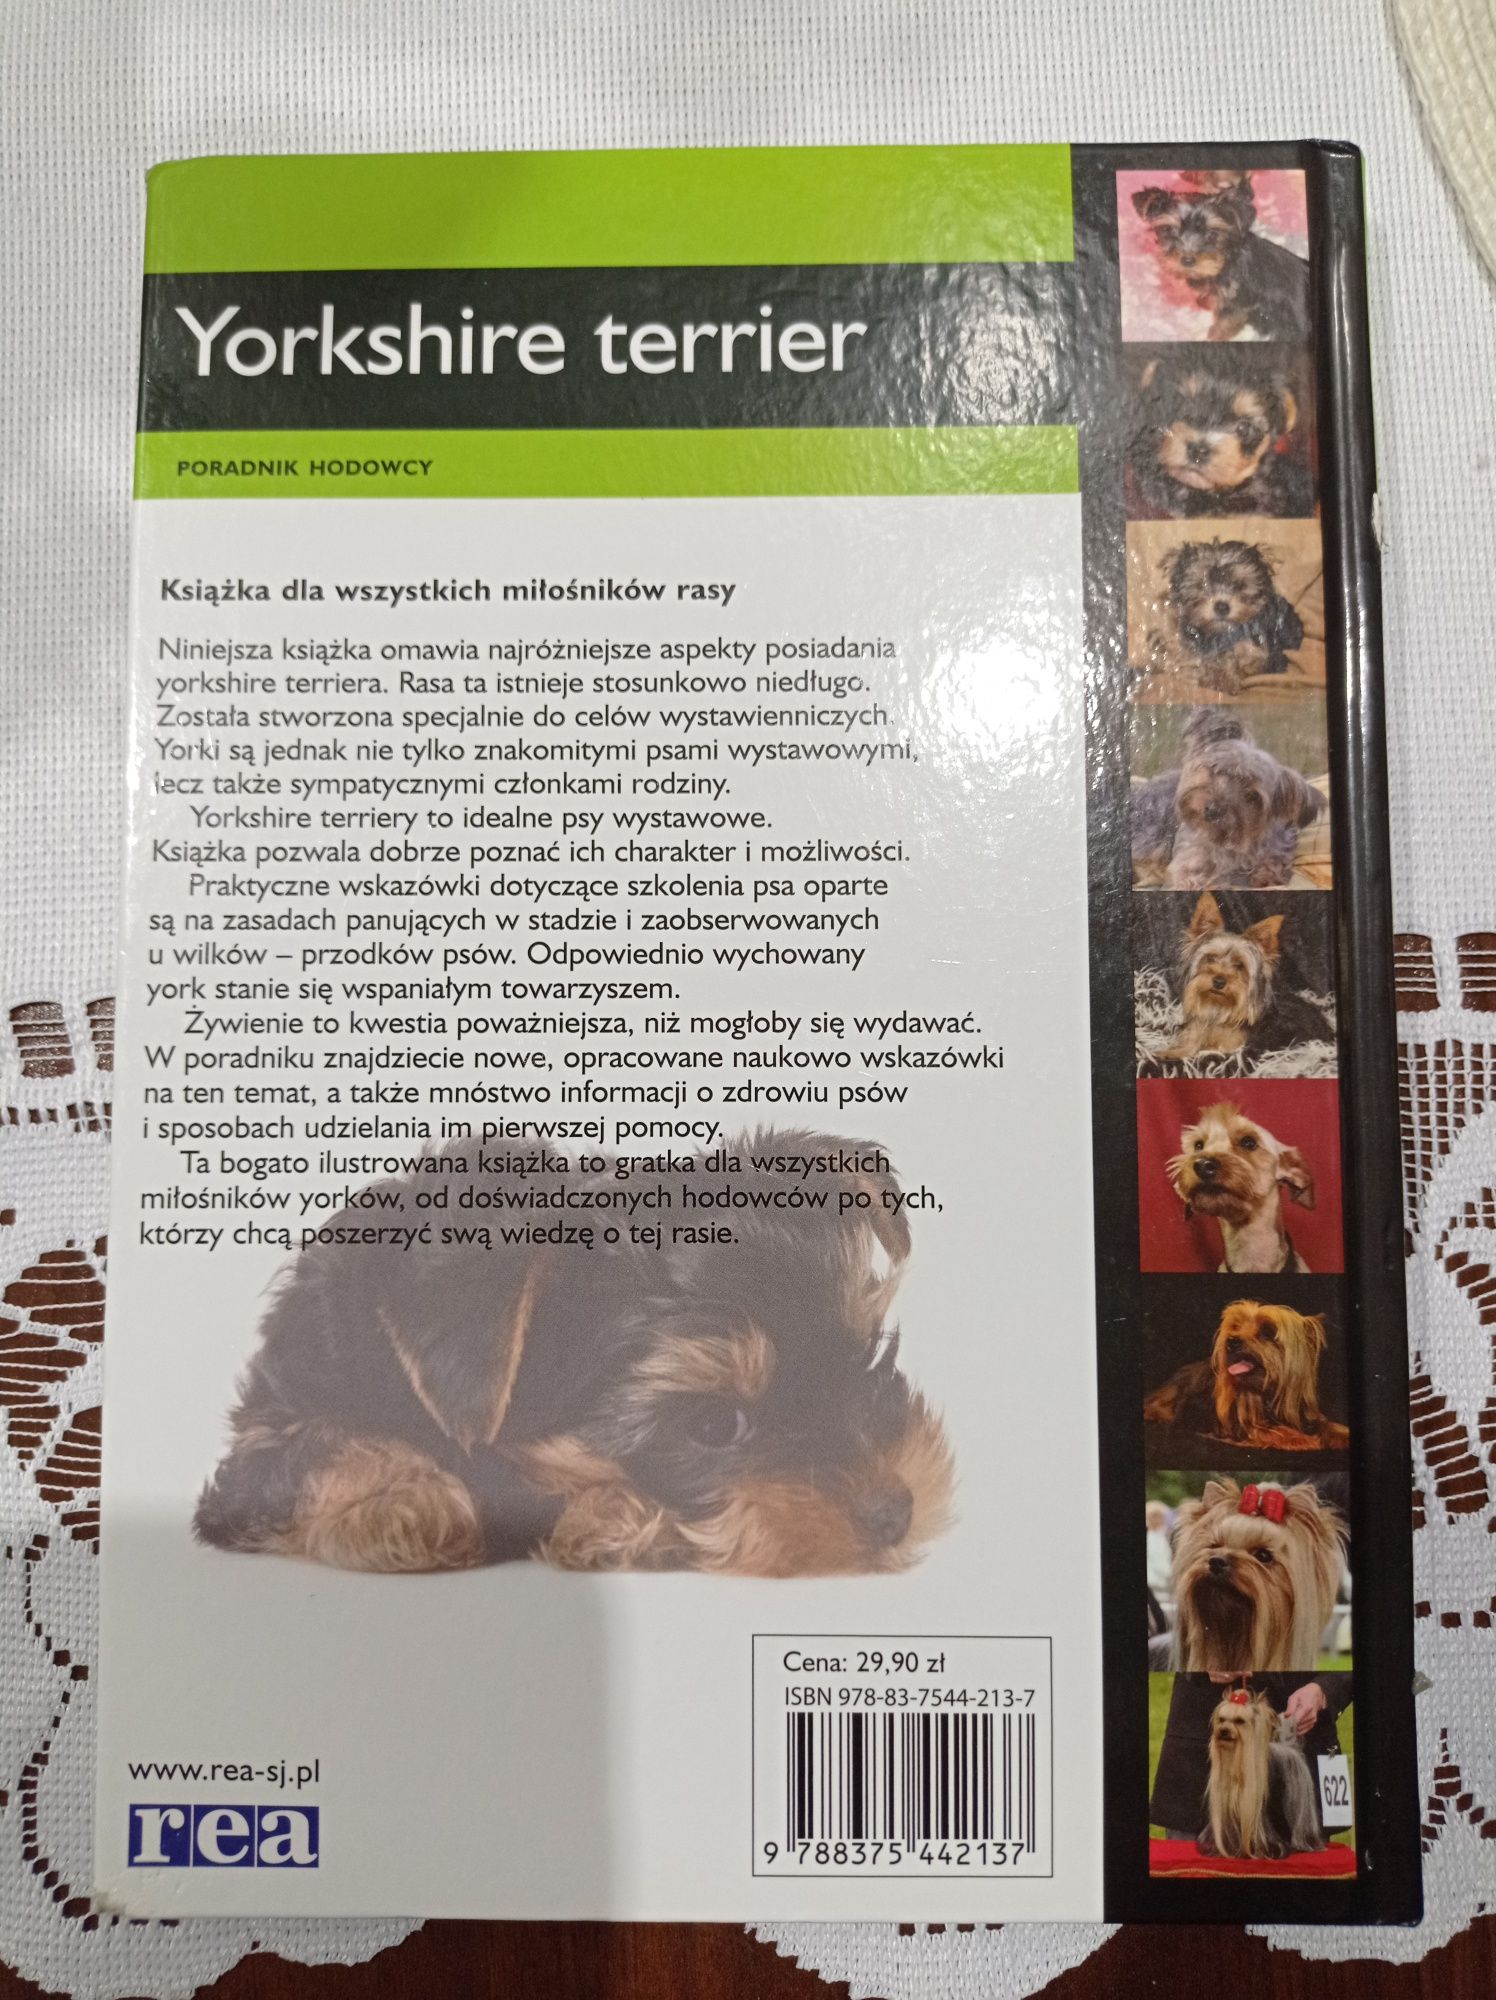 Yorkshire terrier
PORADNIK HODOWCY
Książka dla wszystkich miłośników rasy
Niniejsza książka omawia najróżniejsze aspekty posiadania
yorkshire terriera. Rasa ta istnieje stosunkowo niedługo.
Została stworzona specjalnie do celów wystawienniczych.
Yorki są jednak nie tylko znakomitymi psami wystawowymi,
lecz także sympatycznymi członkami rodziny.
Yorkshire terriery to idealne psy wystawowe.
Książka pozwala dobrze poznać ich charakter i możliwości.
Praktyczne wskazówki dotyczące szkolenia psa oparte
są na zasadach panujących w stadzie i zaobserwowanych
u wilków – przodków psów. Odpowiednio wychowany
york stanie się wspaniałym towarzyszem.
Żywienie to kwestia poważniejsza, niż mogłoby się wydawać.
W poradniku znajdziecie nowe, opracowane naukowo wskazówki
na ten temat, a także mnóstwo informacji o zdrowiu psów
i sposobach udzielania im pierwszej pomocy.
Ta bogato ilustrowana książka to gratka dla wszystkich
miłośników yorków, od doświadczonych hodowców po tych,
którzy chcą poszerzyć swą wiedzę o tej rasie.
Cena: 29,90 zł
ISBN 978-83-7544-213-7
9 788375 442137
www.rea-sj.pl
rea
622